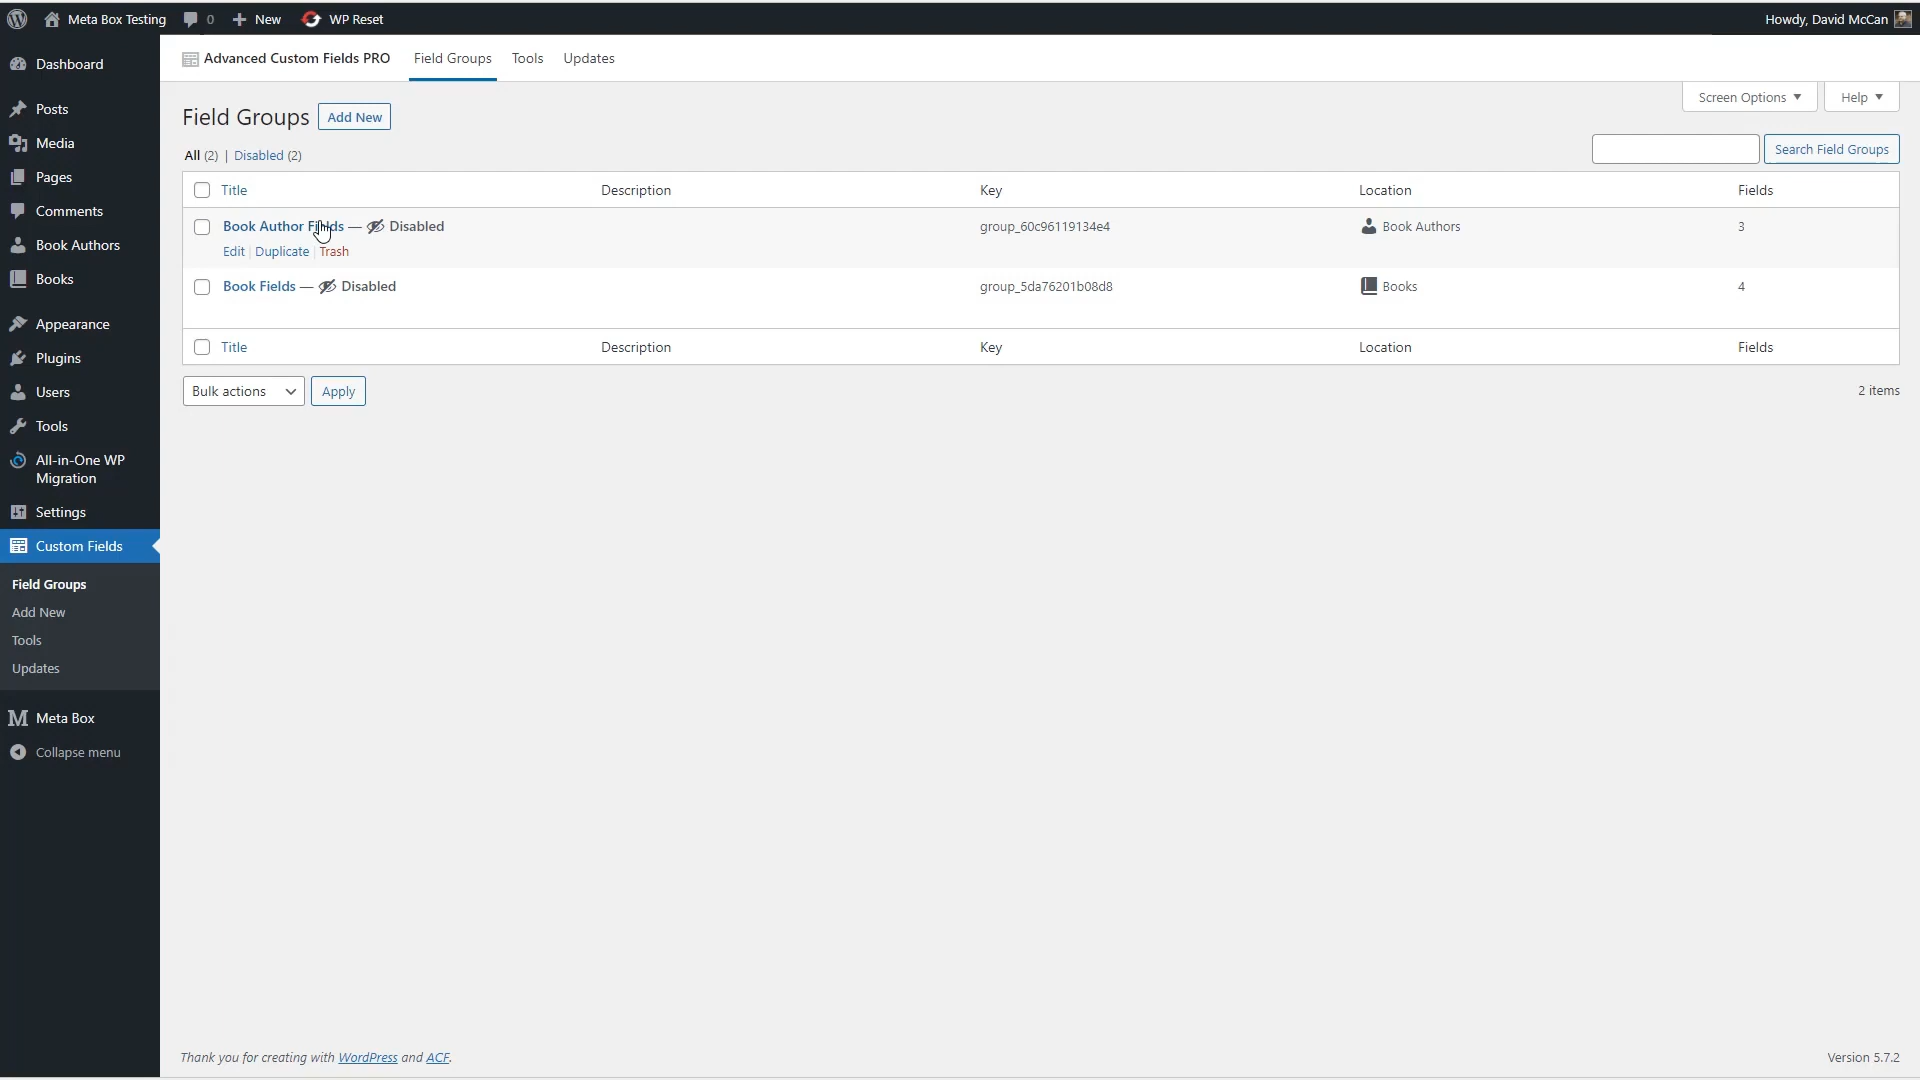 Meta Box Testing 0 New WP Reset Howdy, David McCan
Dashboard
Posts
Media
Pages
Comments
Book Authors
Books
Appearance
Plugins
Users
Tools
All-in-One WP
Migration
Settings
Custom Fields
Field Groups
Add New
Tools
Updates
Meta Box
Collapse menu
Advanced Custom Fields PRO Field Groups Tools Updates
Screen Options Help
Field Groups Add New
All (2) | Disabled (2)
Search Field Groups
Title Description Key Location Fields
Book Author Fields — Disabled group_60c96119134e4 Book Authors 3
Edit | Duplicate | Trash
Book Fields — Disabled group_5da76201b08d8 Books 4
Title Description Key Location Fields
Bulk actions Apply 2 items
Thank you for creating with WordPress and ACF. Version 5.7.2